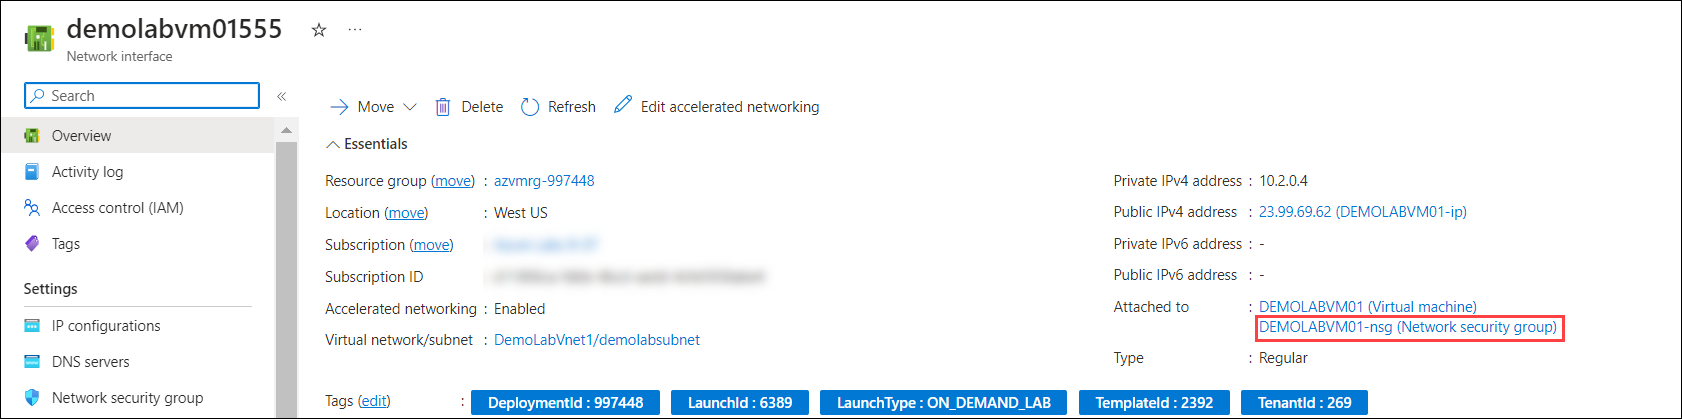 demolabvm01555
Network interface
Search
Overview
Activity log
Access control (IAM)
Tags
Settings
IP configurations
DNS servers
Network security group
Move
Delete
Refresh
Edit accelerated networking
Essentials
Resource group (move) : azvmrg-997448
Location (move) : West US
Subscription (move) :
Subscription ID :
Accelerated networking : Enabled
Virtual network/subnet : DemoLabVnet1/demolabsubnet
Private IPv4 address : 10.2.0.4
Public IPv4 address : 23.99.69.62 (DEMOLABVM01-ip)
Private IPv6 address : -
Public IPv6 address : -
Attached to : DEMOLABVM01 (Virtual machine)
DEMOLABVM01-nsg (Network security group)
Type : Regular
Tags (edit) : DeploymentId : 997448 LaunchId : 6389 LaunchType : ON_DEMAND_LAB TemplateId : 2392 TenantId : 269